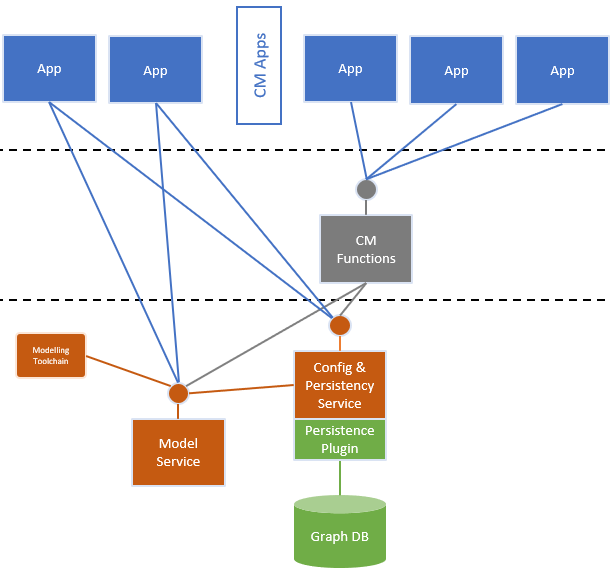 App
App
CM Apps
App
App
App
CM
Functions
Modelling
Toolchain
Config &
Persistency
Service
Persistence
Plugin
Model
Service
Graph DB